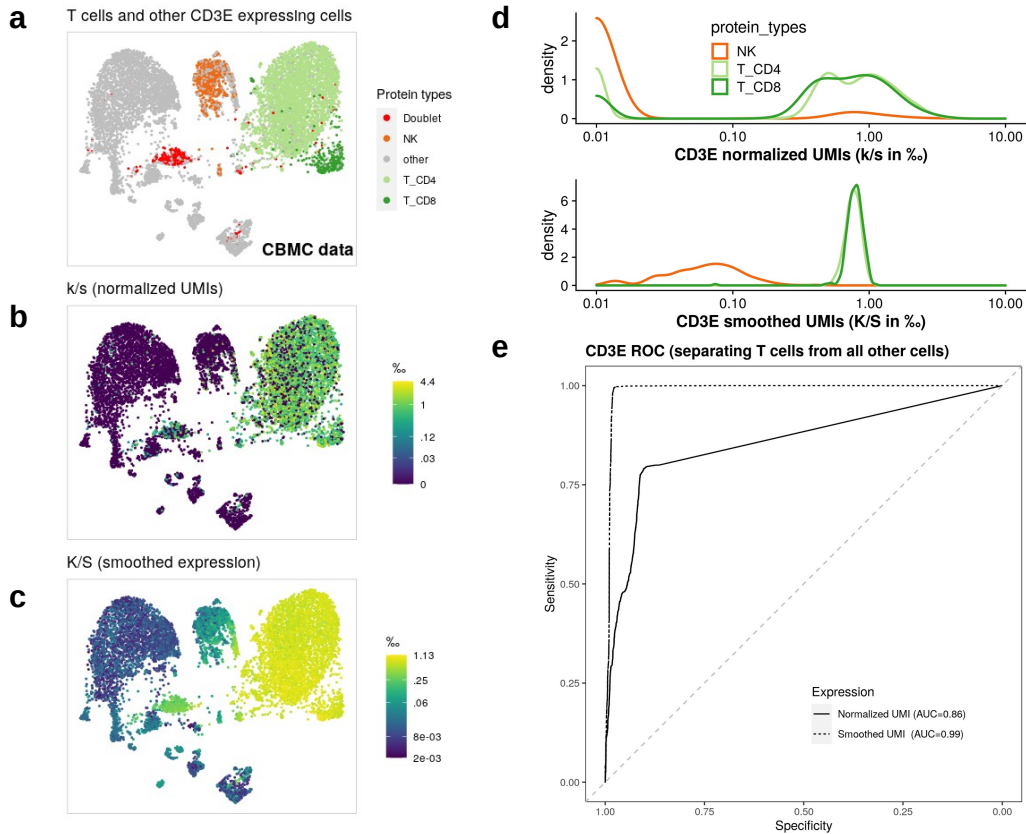 a
T cells and other CD3E expressing cells
Protein types
Doublet
NK
other
T_CD4
T_CD8
CBMC data
k/s (normalized UMIs)
b
‰
4.4
1
.12
.03
0
K/S (smoothed expression)
c
‰
1.13
.25
.06
8e-03
2e-03
d
protein_types
NK
T_CD4
T_CD8
density
2
1
0
0.01 0.10 1.00 10.00
CD3E normalized UMIs (k/s in ‰)
density
6
4
2
0
0.01 0.10 1.00 10.00
CD3E smoothed UMIs (K/S in ‰)
e
CD3E ROC (separating T cells from all other cells)
Sensitivity
1.00
0.75
0.50
0.25
0.00
Expression
Normalized UMI (AUC=0.86)
Smoothed UMI (AUC=0.99)
1.00 0.75 0.50 0.25 0.00
Specificity